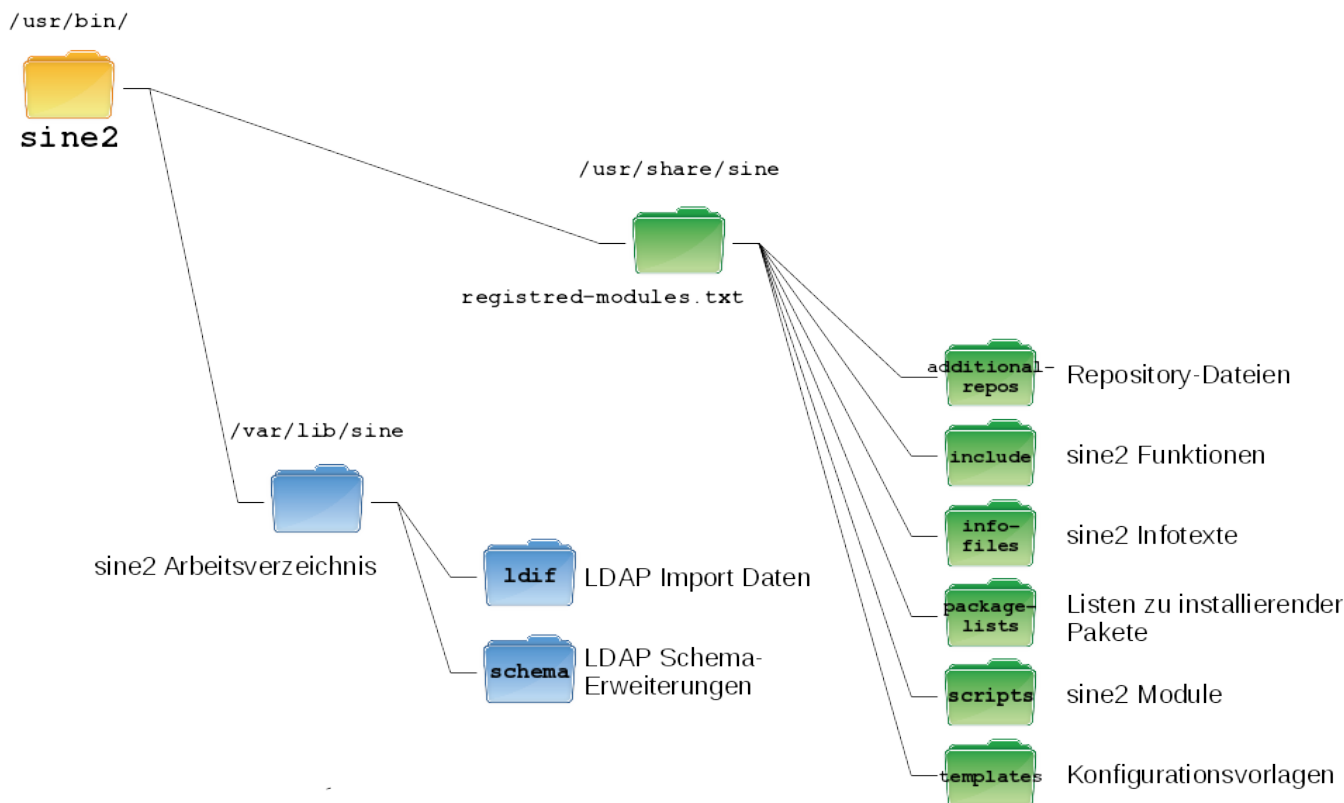 /usr/bin/
sine2
/usr/share/sine
registred-modules.txt
additional-
repos
Repository-Dateien
include
sine2 Funktionen
/var/lib/sine
sine2 Arbeitsverzeichnis
info-
files
sine2 Infotexte
ldif
LDAP Import Daten
package-
lists
Listen zu installierender
Pakete
schema
LDAP Schema-
Erweiterungen
scripts
sine2 Module
templates
Konfigurationsvorlagen